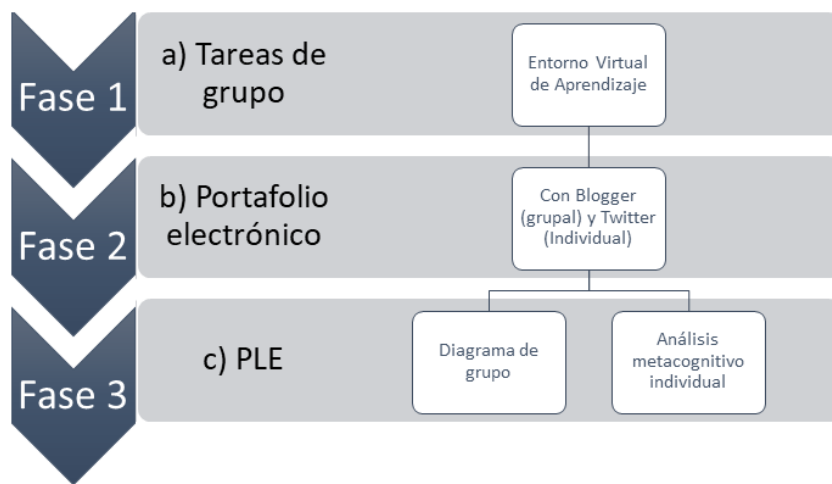 Fase 1
a) Tareas de
grupo
Entorno Virtual
de Aprendizaje
Fase 2
b) Portafolio
electrónico
Con Blogger
(grupal) y Twitter
(Individual)
Fase 3
c) PLE
Diagrama de
grupo
Análisis
metacognitivo
individual